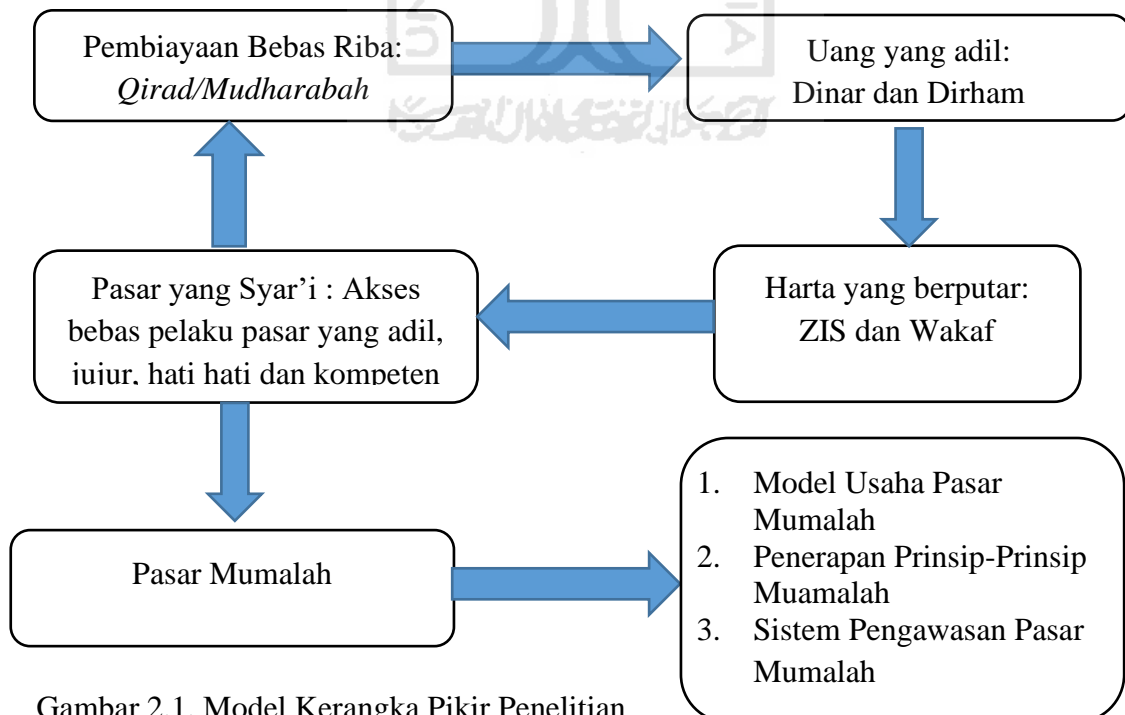 Pembiayaan Bebas Riba:
Qirad/Mudharabah
Uang yang adil:
Dinar dan Dirham
Pasar yang Syar’i : Akses
bebas pelaku pasar yang adil,
jujur, hati hati dan kompeten
Harta yang berputar:
ZIS dan Wakaf
Pasar Mumalah
1. Model Usaha Pasar
Mumalah
2. Penerapan Prinsip-Prinsip
Muamalah
3. Sistem Pengawasan Pasar
Mumalah
Gambar 2.1. Model Kerangka Pikir Penelitian